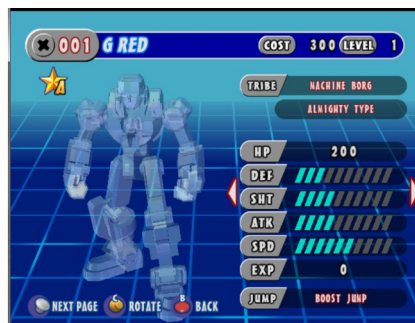 001 G RED COST 300 LEVEL 1
A
TRIBE MACHINE BORG
ALMIGHTY TYPE
HP 200
DEF
SHT
ATK
SPD
EXP 0
JUMP BOOST JUMP
NEXT PAGE C ROTATE B BACK